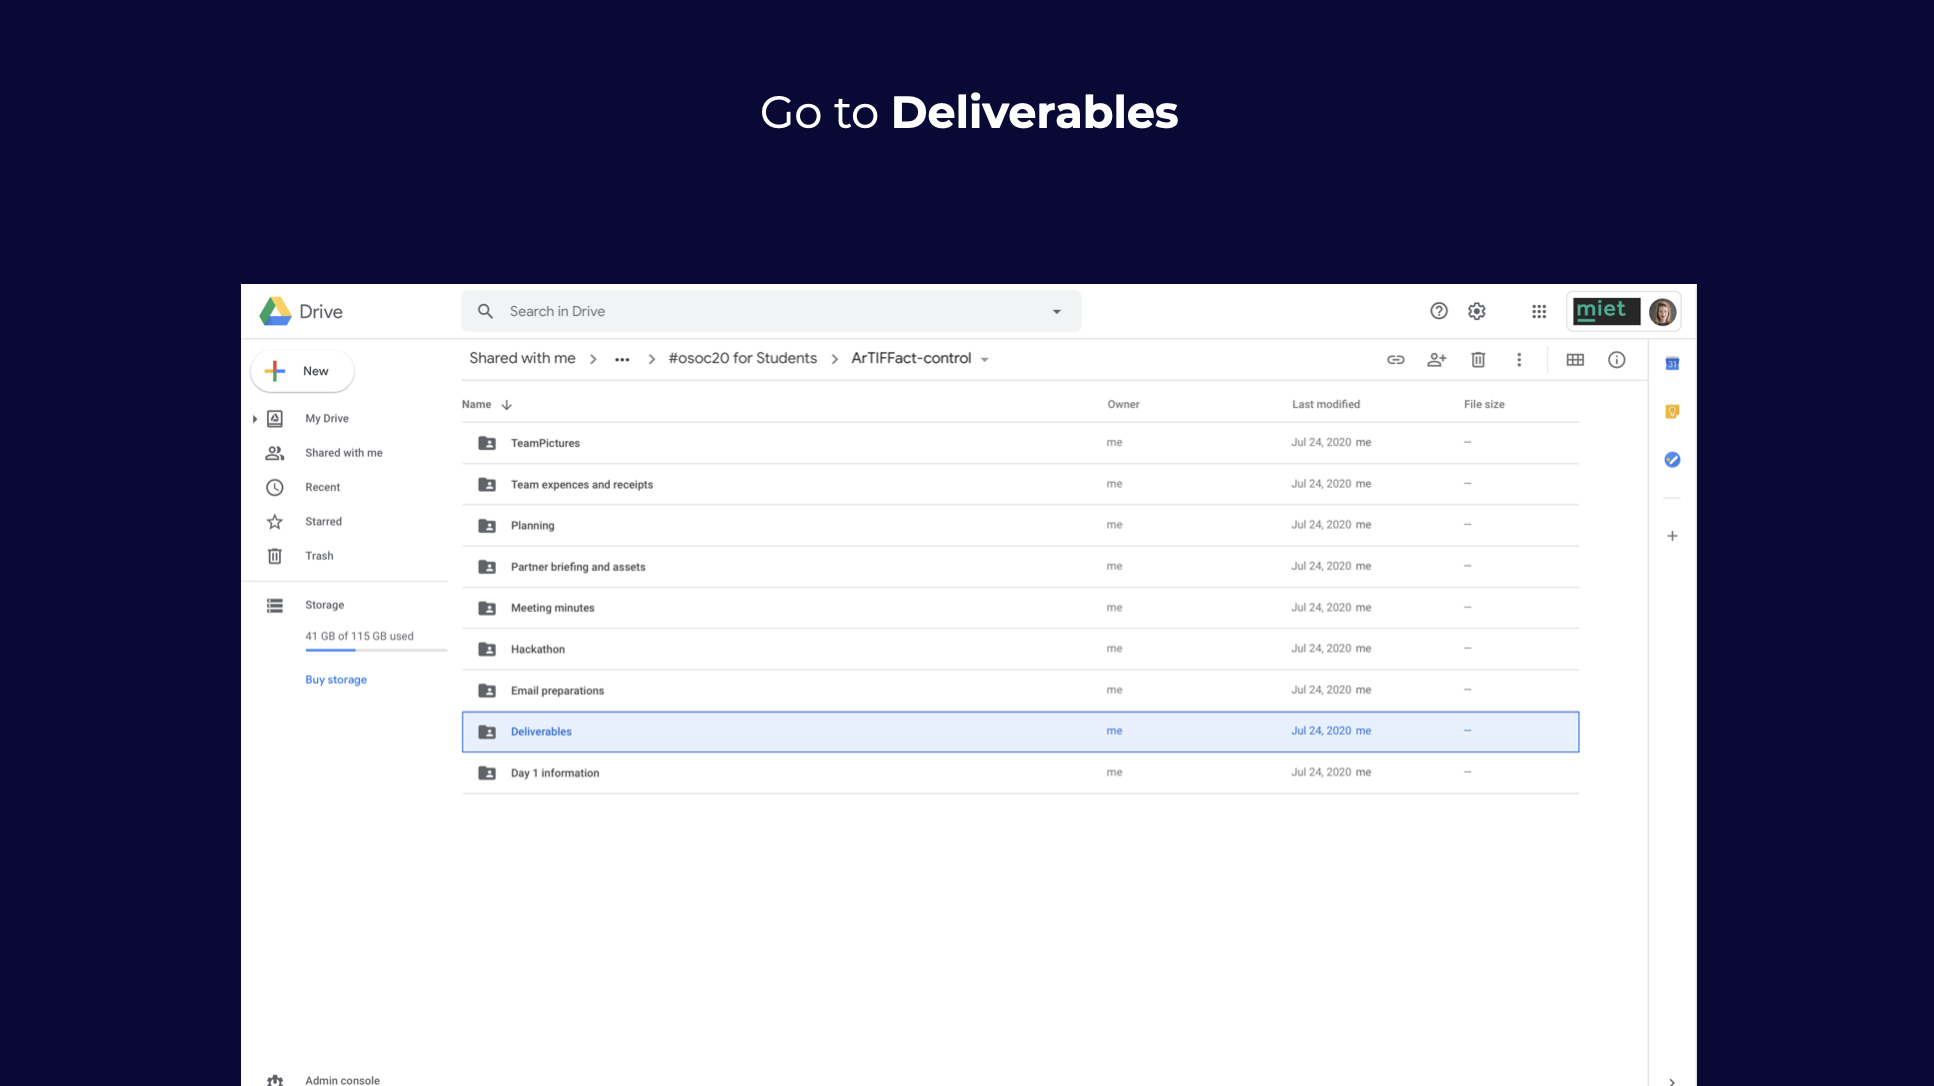 Go to Deliverables
Drive
Search in Drive
miet
Shared with me
...
#osoc20 for Students
ArTIFFact-control
New
My Drive
Shared with me
Recent
Starred
Trash
Storage
41 GB of 115 GB used
Buy storage
Admin console
Name Owner Last modified File size
TeamPictures me Jul 24, 2020 me –
Team expences and receipts me Jul 24, 2020 me –
Planning me Jul 24, 2020 me –
Partner briefing and assets me Jul 24, 2020 me –
Meeting minutes me Jul 24, 2020 me –
Hackathon me Jul 24, 2020 me –
Email preparations me Jul 24, 2020 me –
Deliverables me Jul 24, 2020 me –
Day 1 information me Jul 24, 2020 me –
31